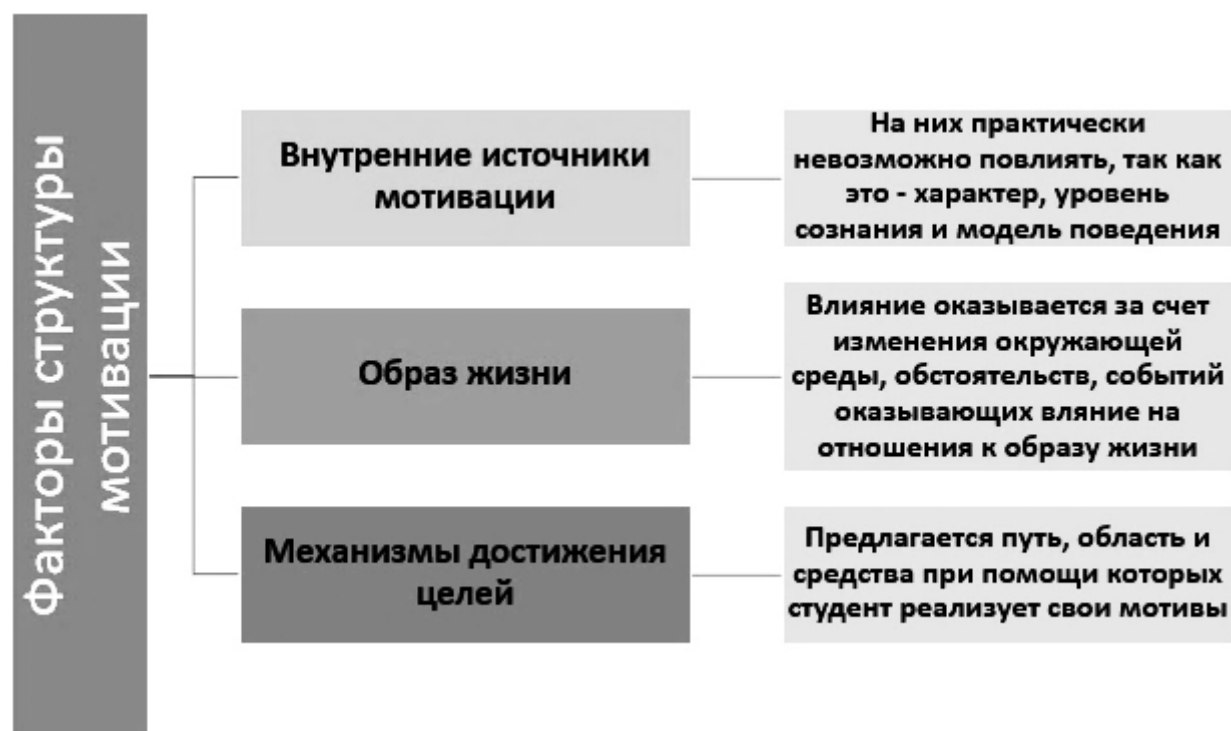 Факторы структуры
мотивации
Внутренние источники
мотивации
На них практически
невозможно повлиять, так как
это - характер, уровень
сознания и модель поведения
Образ жизни
Влияние оказывается за счет
изменения окружающей
среды, обстоятельств, событий
оказывающих вляние на
отношения к образу жизни
Механизмы достижения
целей
Предлагается путь, область и
средства при помощи которых
студент реализует свои мотивы